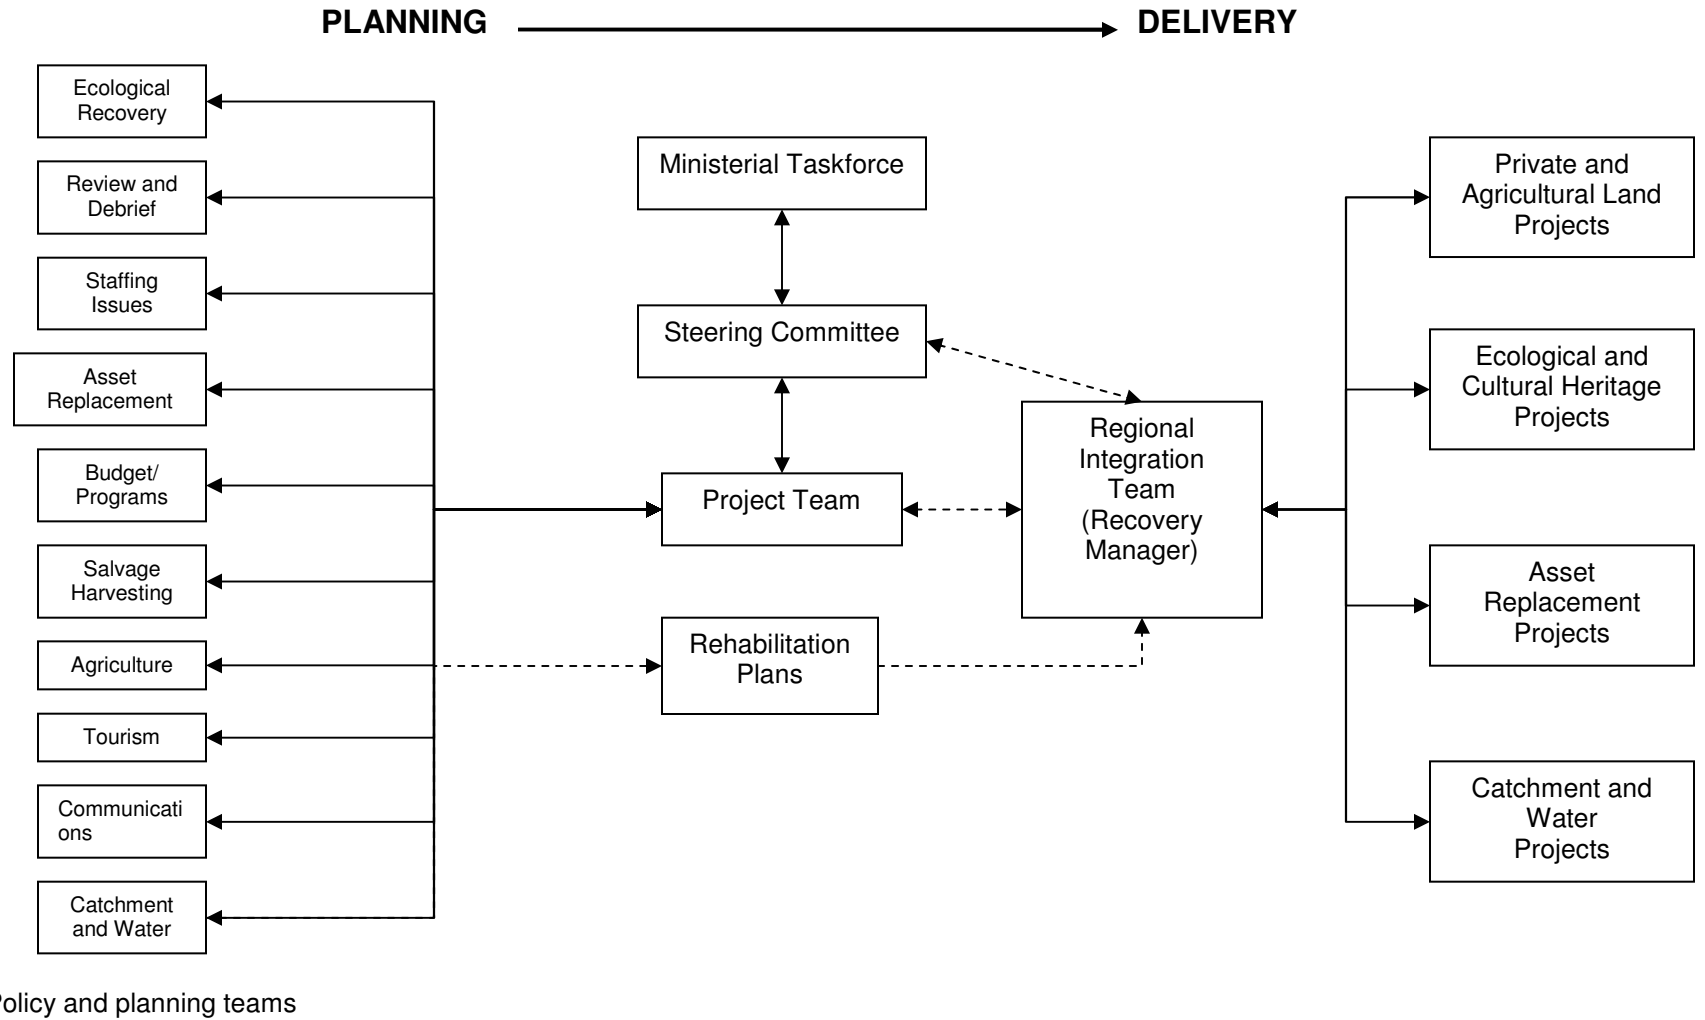 PLANNING
DELIVERY
Ecological
Recovery
Review and
Debrief
Staffing
Issues
Asset
Replacement
Budget/
Programs
Salvage
Harvesting
Agriculture
Tourism
Communicati
ons
Catchment
and Water
Ministerial Taskforce
Steering Committee
Project Team
Rehabilitation
Plans
Regional
Integration
Team
(Recovery
Manager)
Private and
Agricultural Land
Projects
Ecological and
Cultural Heritage
Projects
Asset
Replacement
Projects
Catchment and
Water
Projects
Policy and planning teams